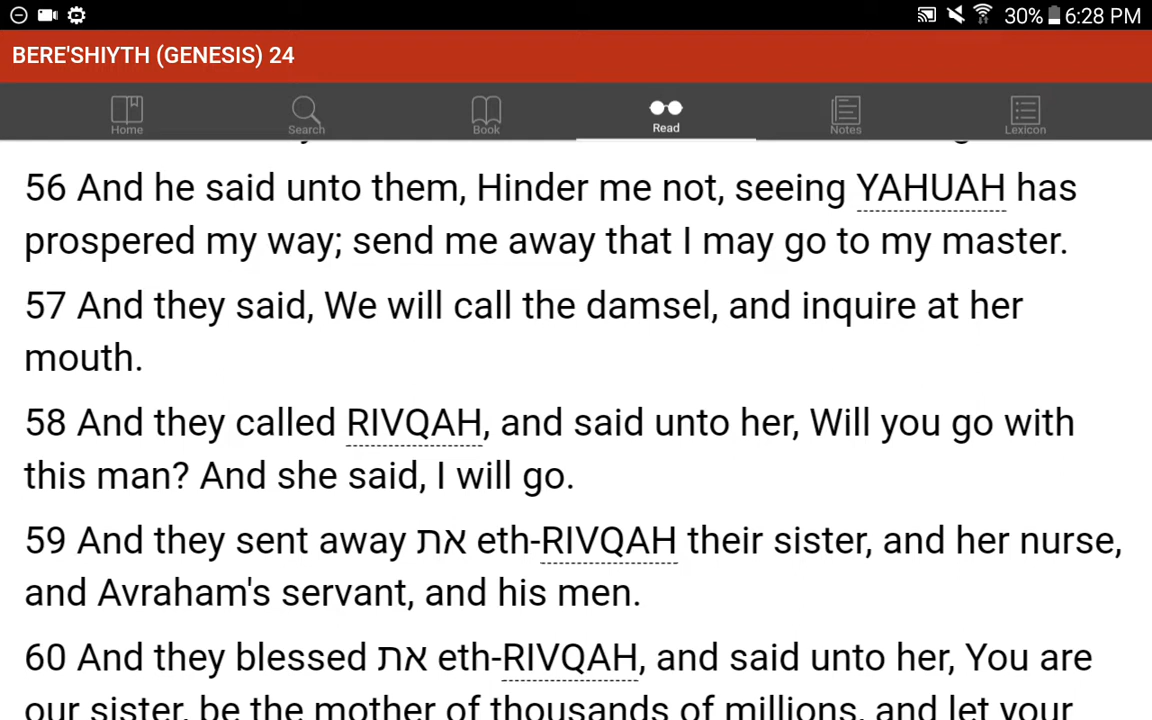 30% 6:28 PM
BERE'SHIYTH (GENESIS) 24
Home Search Book Read Notes Lexicon
56 And he said unto them, Hinder me not, seeing YAHUAH has
prospered my way; send me away that I may go to my master.
57 And they said, We will call the damsel, and inquire at her
mouth.
58 And they called RIVQAH, and said unto her, Will you go with
this man? And she said, I will go.
59 And they sent away את eth-RIVQAH their sister, and her nurse,
and Avraham's servant, and his men.
60 And they blessed את eth-RIVQAH, and said unto her, You are
our sister, be the mother of thousands of millions, and let your